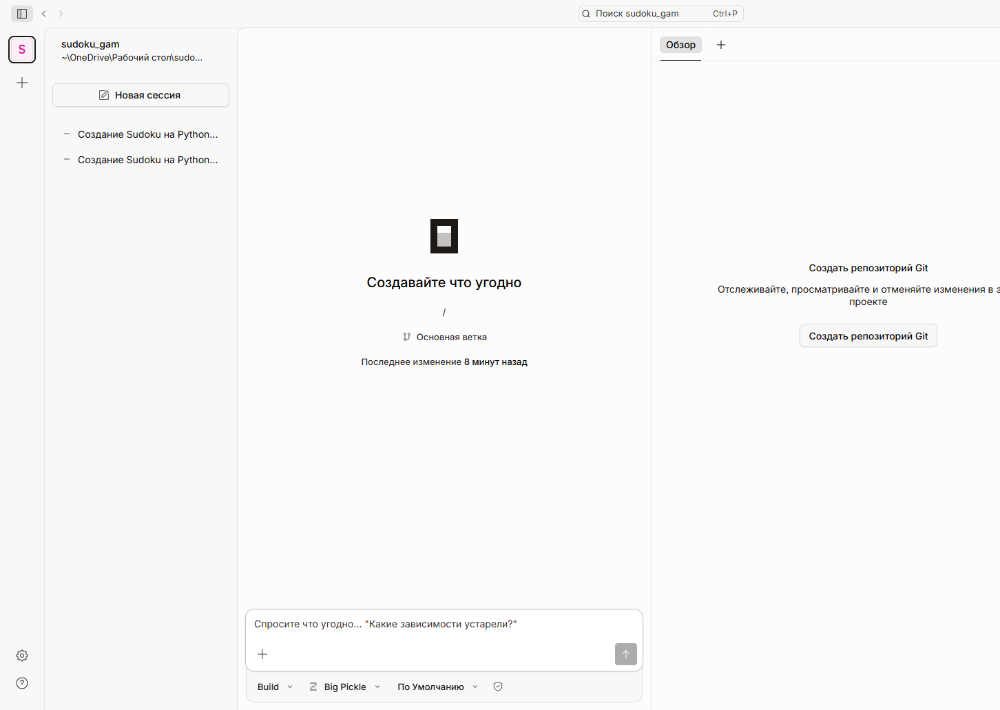 Поиск sudoku_gam
Ctrl+P
S
sudoku_gam
~\OneDrive\Рабочий стол\sudo...
Новая сессия
Создание Sudoku на Python...
Создание Sudoku на Python...
Создавайте что угодно
/
Основная ветка
Последнее изменение 8 минут назад
Спросите что угодно... "Какие зависимости устарели?"
Build
Big Pickle
По Умолчанию
Обзор
Создать репозиторий Git
Отслеживайте, просматривайте и отменяйте изменения в э
проекте
Создать репозиторий Git